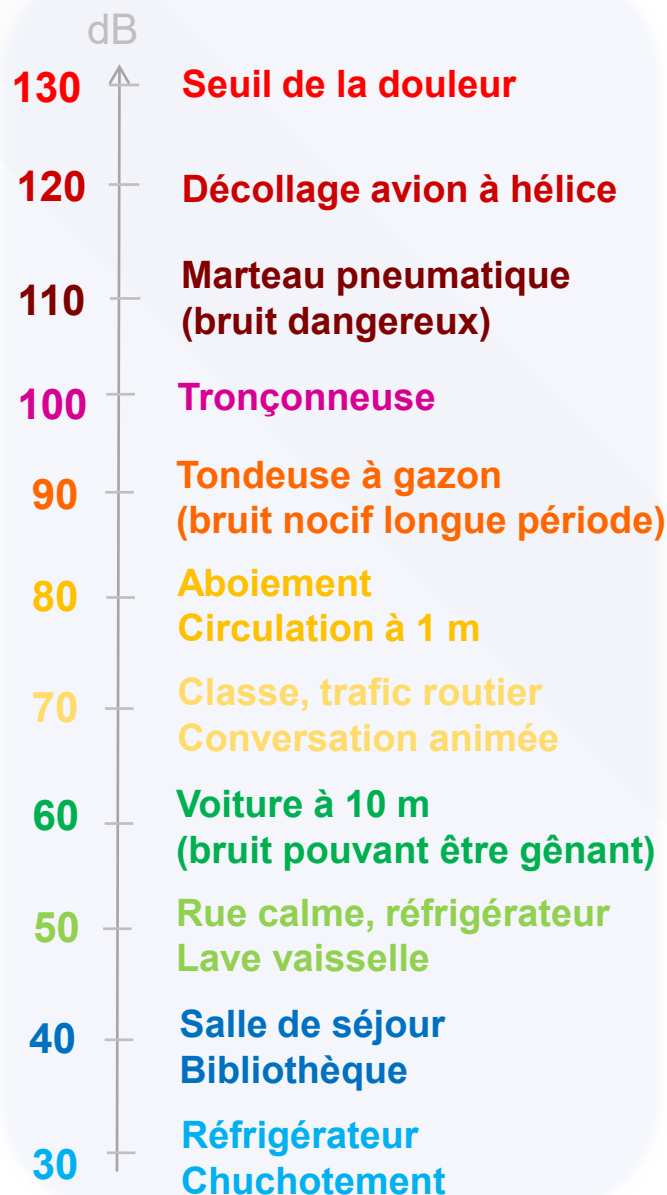 dB
130 Seuil de la douleur
120 Décollage avion à hélice
110 Marteau pneumatique
(bruit dangereux)
100 Tronçonneuse
90 Tondeuse à gazon
(bruit nocif longue période)
80 Aboiement
Circulation à 1 m
70 Classe, trafic routier
Conversation animée
60 Voiture à 10 m
(bruit pouvant être gênant)
50 Rue calme, réfrigérateur
Lave vaisselle
40 Salle de séjour
Bibliothèque
30 Réfrigérateur
Chuchotement